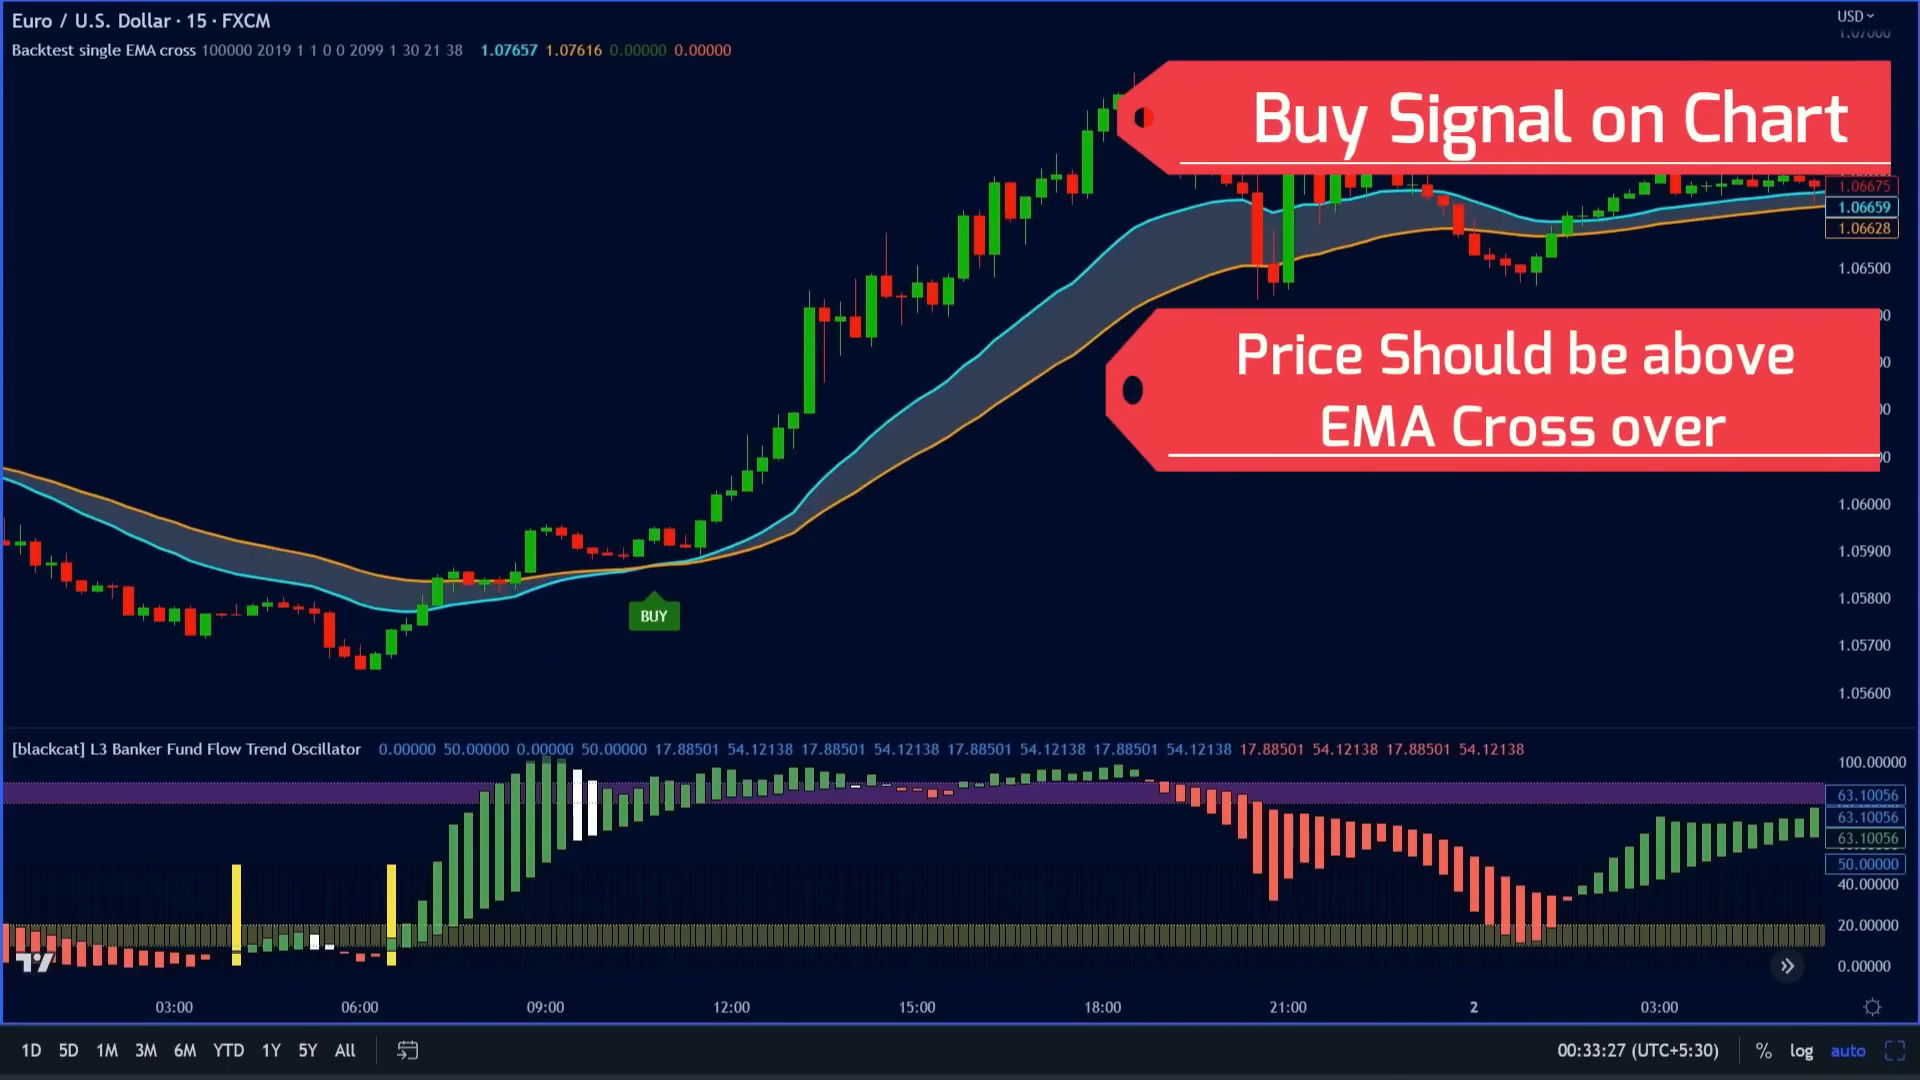 Euro / U.S. Dollar · 15 · FXCM
USD
Backtest single EMA cross 100000 2019 1 1 0 0 2099 1 30 21 38 1.07657 1.07616 0.00000 0.00000
Buy Signal on Chart
1.06675
1.06659
1.06628
1.06500
Price Should be above
EMA Cross over
1.06000
1.05900
1.05800
BUY
1.05700
1.05600
[blackcat] L3 Banker Fund Flow Trend Oscillator 0.00000 50.00000 0.00000 50.00000 17.88501 54.12138 17.88501 54.12138 17.88501 54.12138 17.88501 54.12138 17.88501 54.12138 17.88501 54.12138
100.00000
63.10056
63.10056
63.10056
50.00000
40.00000
20.00000
0.00000
03:00 06:00 09:00 12:00 15:00 18:00 21:00 2 03:00
1D 5D 1M 3M 6M YTD 1Y 5Y All 00:33:27 (UTC+5:30) % log auto